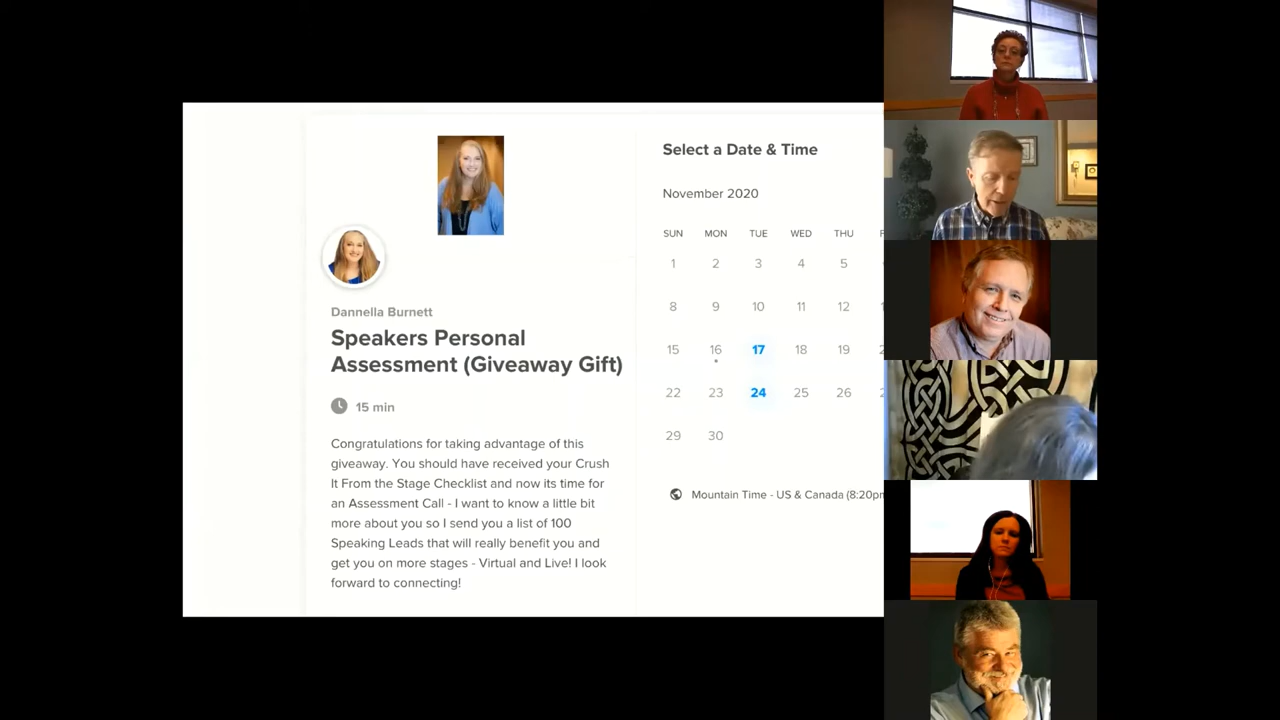 Dannella Burnett
Speakers Personal
Assessment (Giveaway Gift)
15 min
Congratulations for taking advantage of this
giveaway. You should have received your Crush
It From the Stage Checklist and now its time for
an Assessment Call - I want to know a little bit
more about you so I send you a list of 100
Speaking Leads that will really benefit you and
get you on more stages - Virtual and Live! I look
forward to connecting!
Select a Date & Time
November 2020
SUN MON TUE WED THU
1 2 3 4 5
8 9 10 11 12
15 16 17 18 19
22 23 24 25 26
29 30
Mountain Time - US & Canada (8:20pm